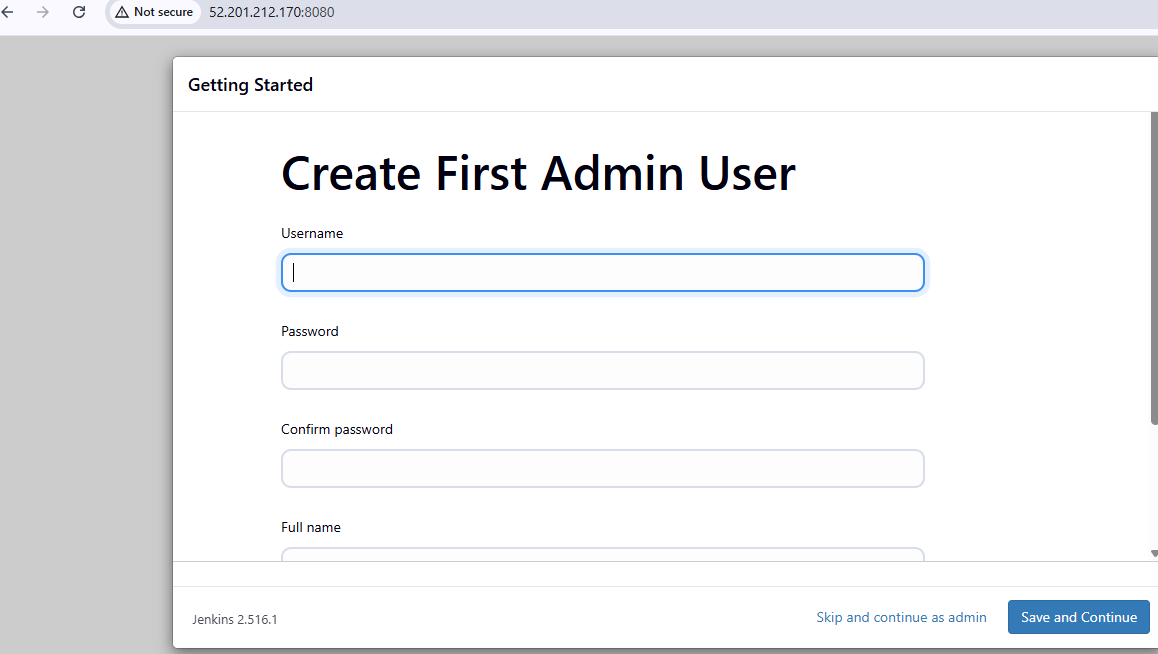 Not secure 52.201.212.170:8080
Getting Started
Create First Admin User
Username
Password
Confirm password
Full name
Jenkins 2.516.1
Skip and continue as admin
Save and Continue